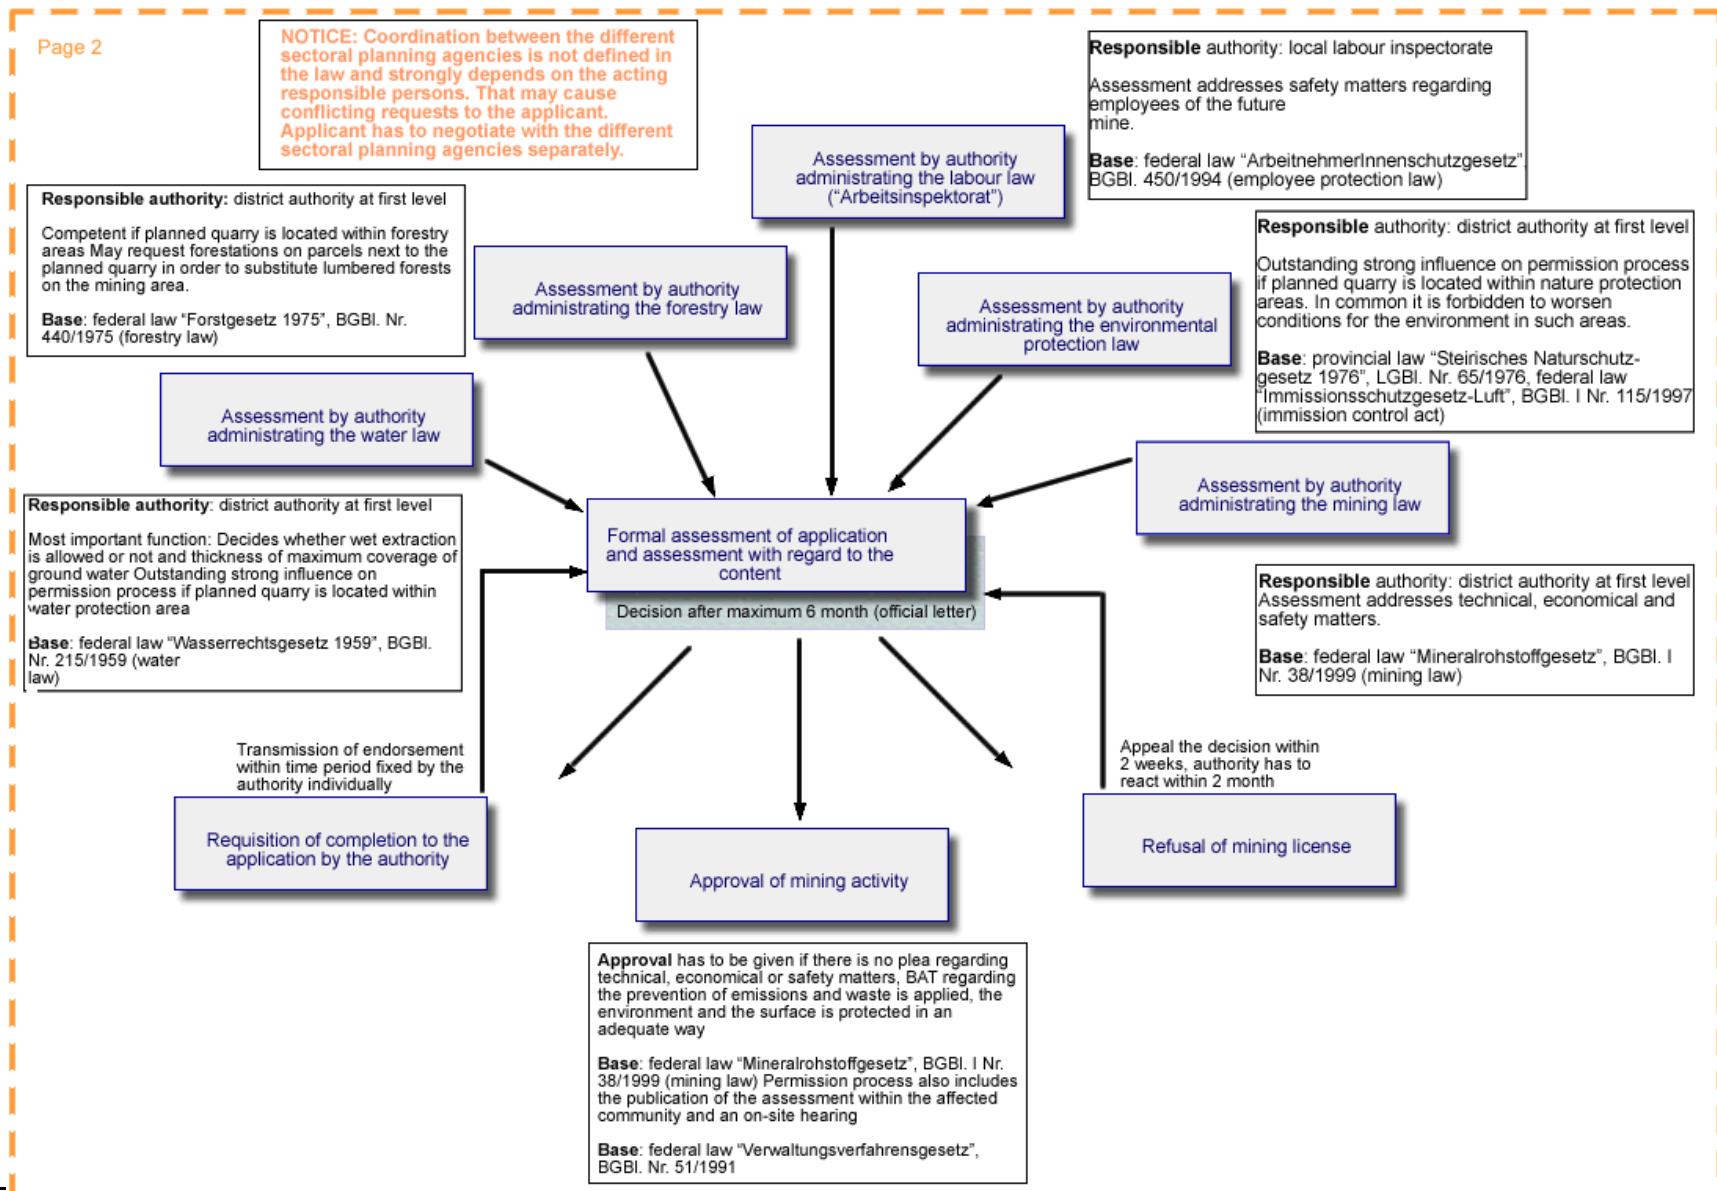 Page 2
NOTICE: Coordination between the different
sectoral planning agencies is not defined in
the law and strongly depends on the acting
responsible persons. That may cause
conflicting requests to the applicant.
Applicant has to negotiate with the different
sectoral planning agencies separately.
Responsible authority: local labour inspectorate
Assessment addresses safety matters regarding
employees of the future
mine.
Base: federal law “ArbeitnehmerInnenschutzgesetz”,
BGBl. 450/1994 (employee protection law)
Assessment by authority
administrating the labour law
(“Arbeitsinspektorat”)
Responsible authority: district authority at first level
Competent if planned quarry is located within forestry
areas May request forestations on parcels next to the
planned quarry in order to substitute lumbered forests
on the mining area.
Base: federal law “Forstgesetz 1975”, BGBl. Nr.
440/1975 (forestry law)
Assessment by authority
administrating the forestry law
Assessment by authority
administrating the environmental
protection law
Responsible authority: district authority at first level
Outstanding strong influence on permission process
if planned quarry is located within nature protection
areas. In common it is forbidden to worsen
conditions for the environment in such areas.
Base: provincial law “Steirisches Naturschutz-
gesetz 1976”, LGBl. Nr. 65/1976, federal law
“Immissionsschutzgesetz-Luft”, BGBl. I Nr. 115/1997
(immission control act)
Assessment by authority
administrating the water law
Assessment by authority
administrating the mining law
Responsible authority: district authority at first level
Most important function: Decides whether wet extraction
is allowed or not and thickness of maximum coverage of
ground water Outstanding strong influence on
permission process if planned quarry is located within
water protection area
Base: federal law “Wasserrechtsgesetz 1959”, BGBl.
Nr. 215/1959 (water
law)
Formal assessment of application
and assessment with regard to the
content
Decision after maximum 6 month (official letter)
Responsible authority: district authority at first level
Assessment addresses technical, economical and
safety matters.
Base: federal law “Mineralrohstoffgesetz”, BGBl. I
Nr. 38/1999 (mining law)
Transmission of endorsement
within time period fixed by the
authority individually
Appeal the decision within
2 weeks, authority has to
react within 2 month
Requisition of completion to the
application by the authority
Approval of mining activity
Refusal of mining license
Approval has to be given if there is no plea regarding
technical, economical or safety matters, BAT regarding
the prevention of emissions and waste is applied, the
environment and the surface is protected in an
adequate way
Base: federal law “Mineralrohstoffgesetz”, BGBl. I Nr.
38/1999 (mining law) Permission process also includes
the publication of the assessment within the affected
community and an on-site hearing
Base: federal law “Verwaltungsverfahrensgesetz”,
BGBl. Nr. 51/1991